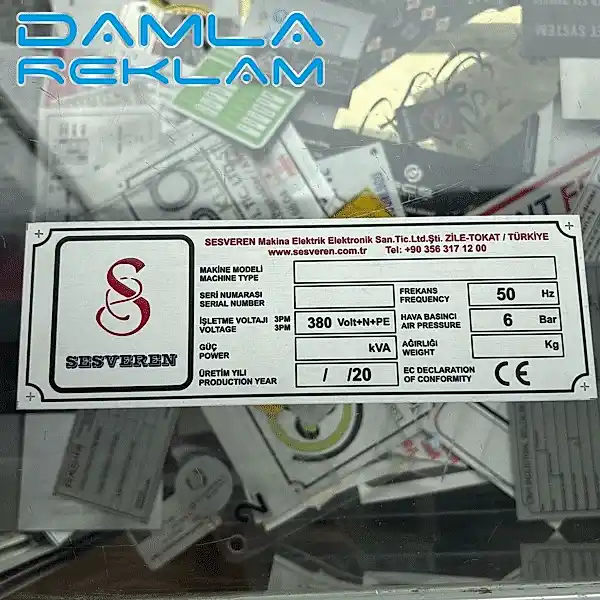 DAMLA
REKLAM
SESVEREN Makina Elektrik Elektronik San.Tic.Ltd.Şti. ZİLE-TOKAT / TÜRKİYE
www.sesveren.com.tr Tel: +90 356 317 12 00
SESVEREN
MAKİNE MODELİ
MACHINE TYPE
SERİ NUMARASI
SERIAL NUMBER
FREKANS
FREQUENCY
50 Hz
İŞLETME VOLTAJI 3PM
VOLTAGE 3PM
380 Volt+N+PE
HAVA BASINCI
AIR PRESSURE
6 Bar
GÜÇ
POWER
kVA
AĞIRLIĞI
WEIGHT
Kg
ÜRETİM YILI
PRODUCTION YEAR
/ /20
EC DECLARATION
OF CONFORMITY
CE